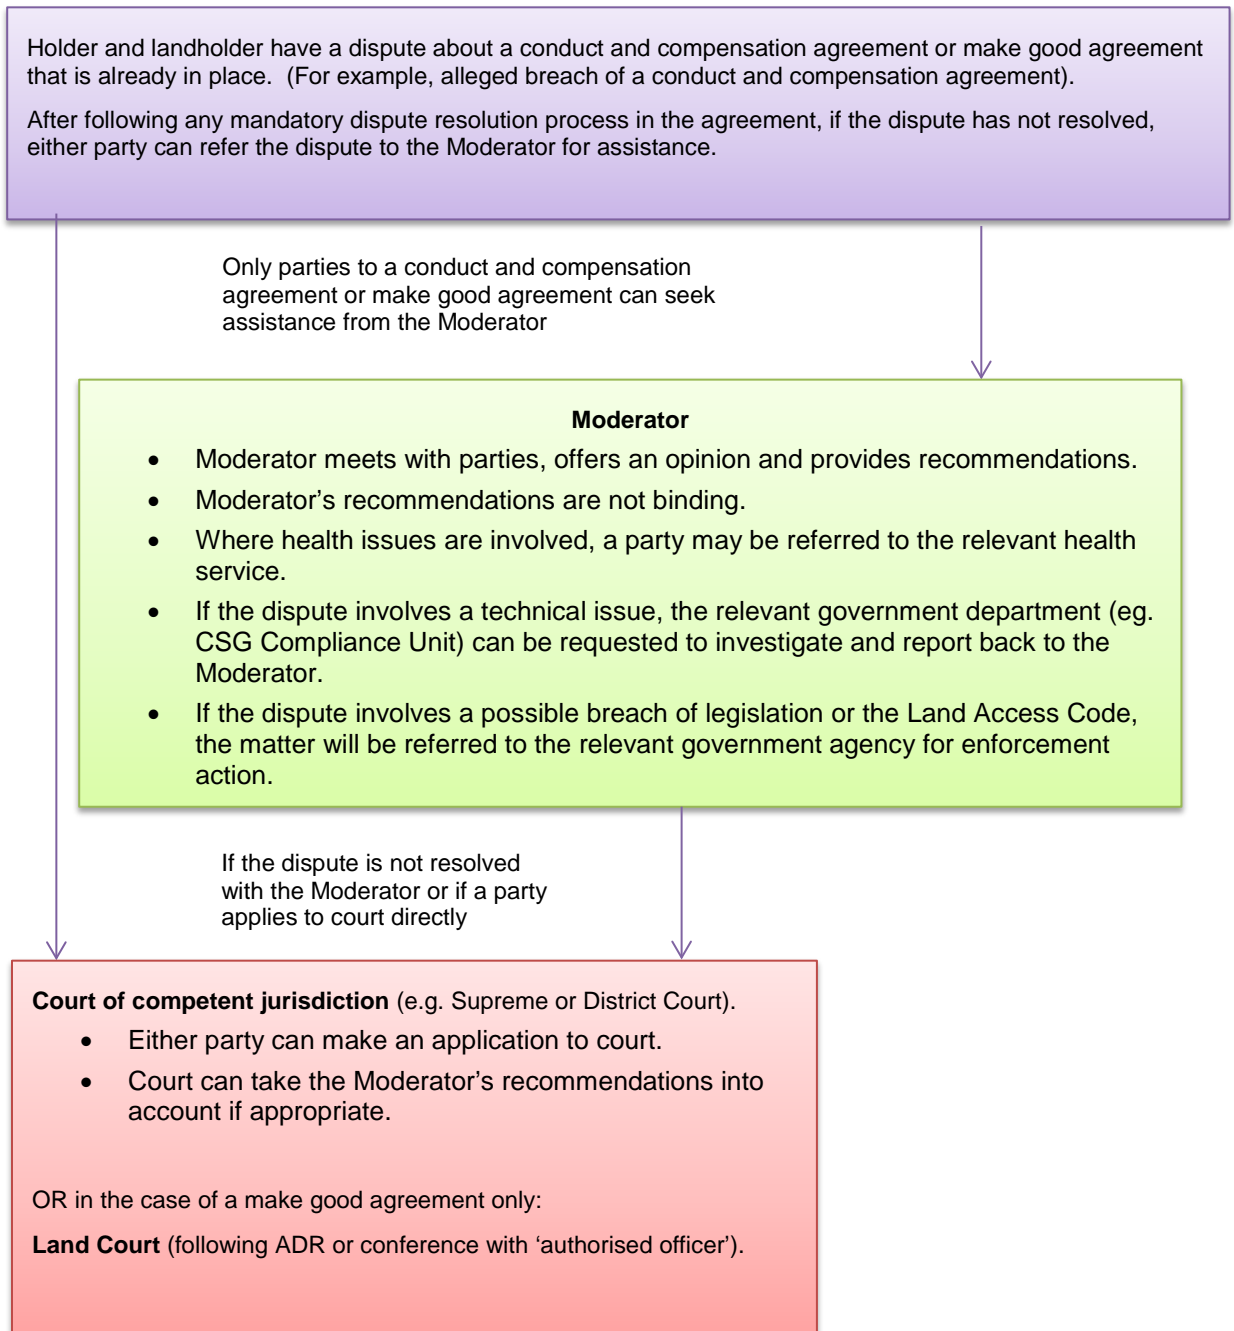 Holder and landholder have a dispute about a conduct and compensation agreement or make good agreement
that is already in place.  (For example, alleged breach of a conduct and compensation agreement).
After following any mandatory dispute resolution process in the agreement, if the dispute has not resolved,
either party can refer the dispute to the Moderator for assistance.
Only parties to a conduct and compensation
agreement or make good agreement can seek
assistance from the Moderator
Moderator
• Moderator meets with parties, offers an opinion and provides recommendations.
• Moderator’s recommendations are not binding.
• Where health issues are involved, a party may be referred to the relevant health
service.
• If the dispute involves a technical issue, the relevant government department (eg.
CSG Compliance Unit) can be requested to investigate and report back to the
Moderator.
• If the dispute involves a possible breach of legislation or the Land Access Code,
the matter will be referred to the relevant government agency for enforcement
action.
If the dispute is not resolved
with the Moderator or if a party
applies to court directly
Court of competent jurisdiction (e.g. Supreme or District Court).
• Either party can make an application to court.
• Court can take the Moderator’s recommendations into
account if appropriate.
OR in the case of a make good agreement only:
Land Court (following ADR or conference with ‘authorised officer’).